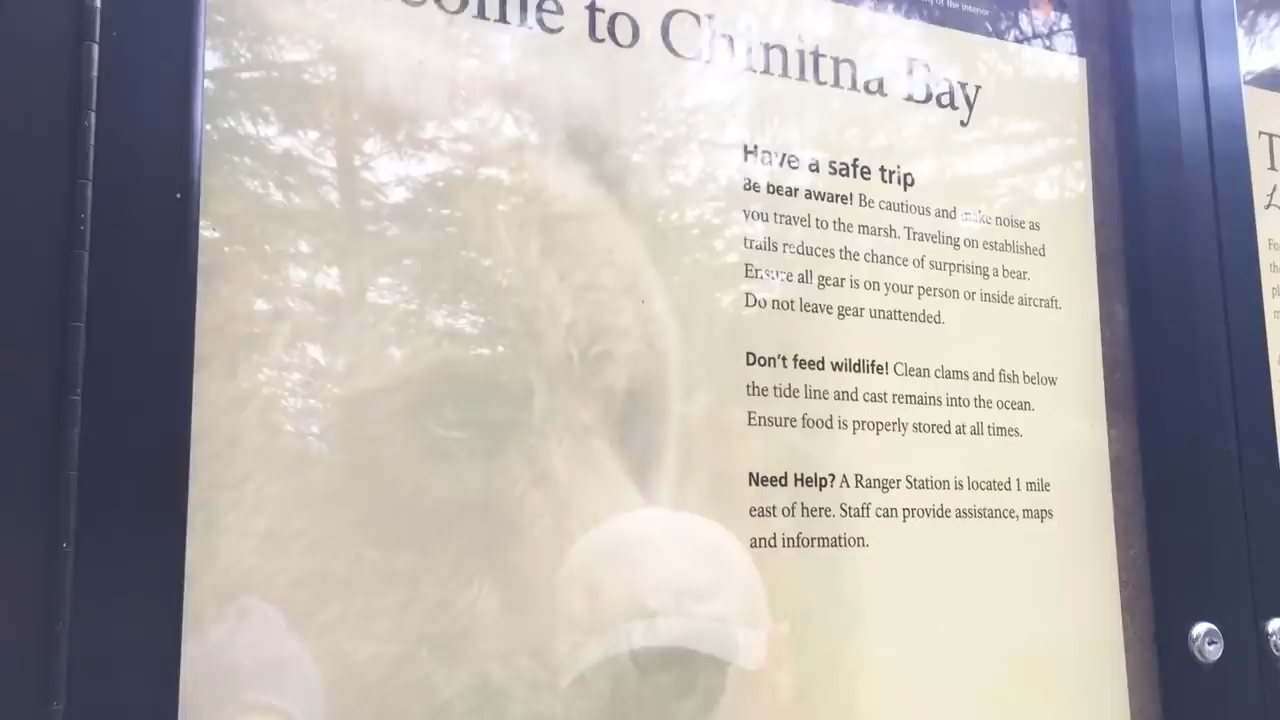 of the Interior
come to Chinitna Bay
Have a safe trip
Be bear aware! Be cautious and make noise as
you travel to the marsh. Traveling on established
trails reduces the chance of surprising a bear.
Ensure all gear is on your person or inside aircraft.
Do not leave gear unattended.
Don't feed wildlife! Clean clams and fish below
the tide line and cast remains into the ocean.
Ensure food is properly stored at all times.
Need Help? A Ranger Station is located 1 mile
east of here. Staff can provide assistance, maps
and information.